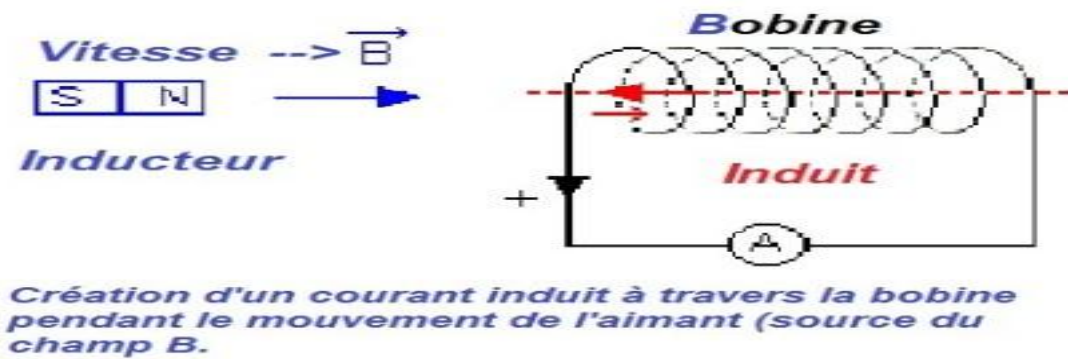 Bobine
Vitesse --> B
S N
Inducteur
Induit
+
A
Création d'un courant induit à travers la bobine
pendant le mouvement de l'aimant (source du
champ B.